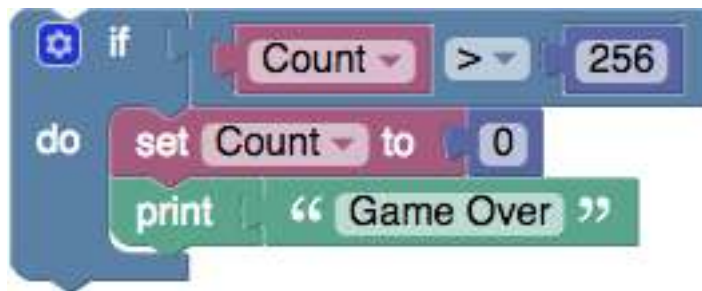 if Count > 256
do set Count to 0
print “ Game Over ”